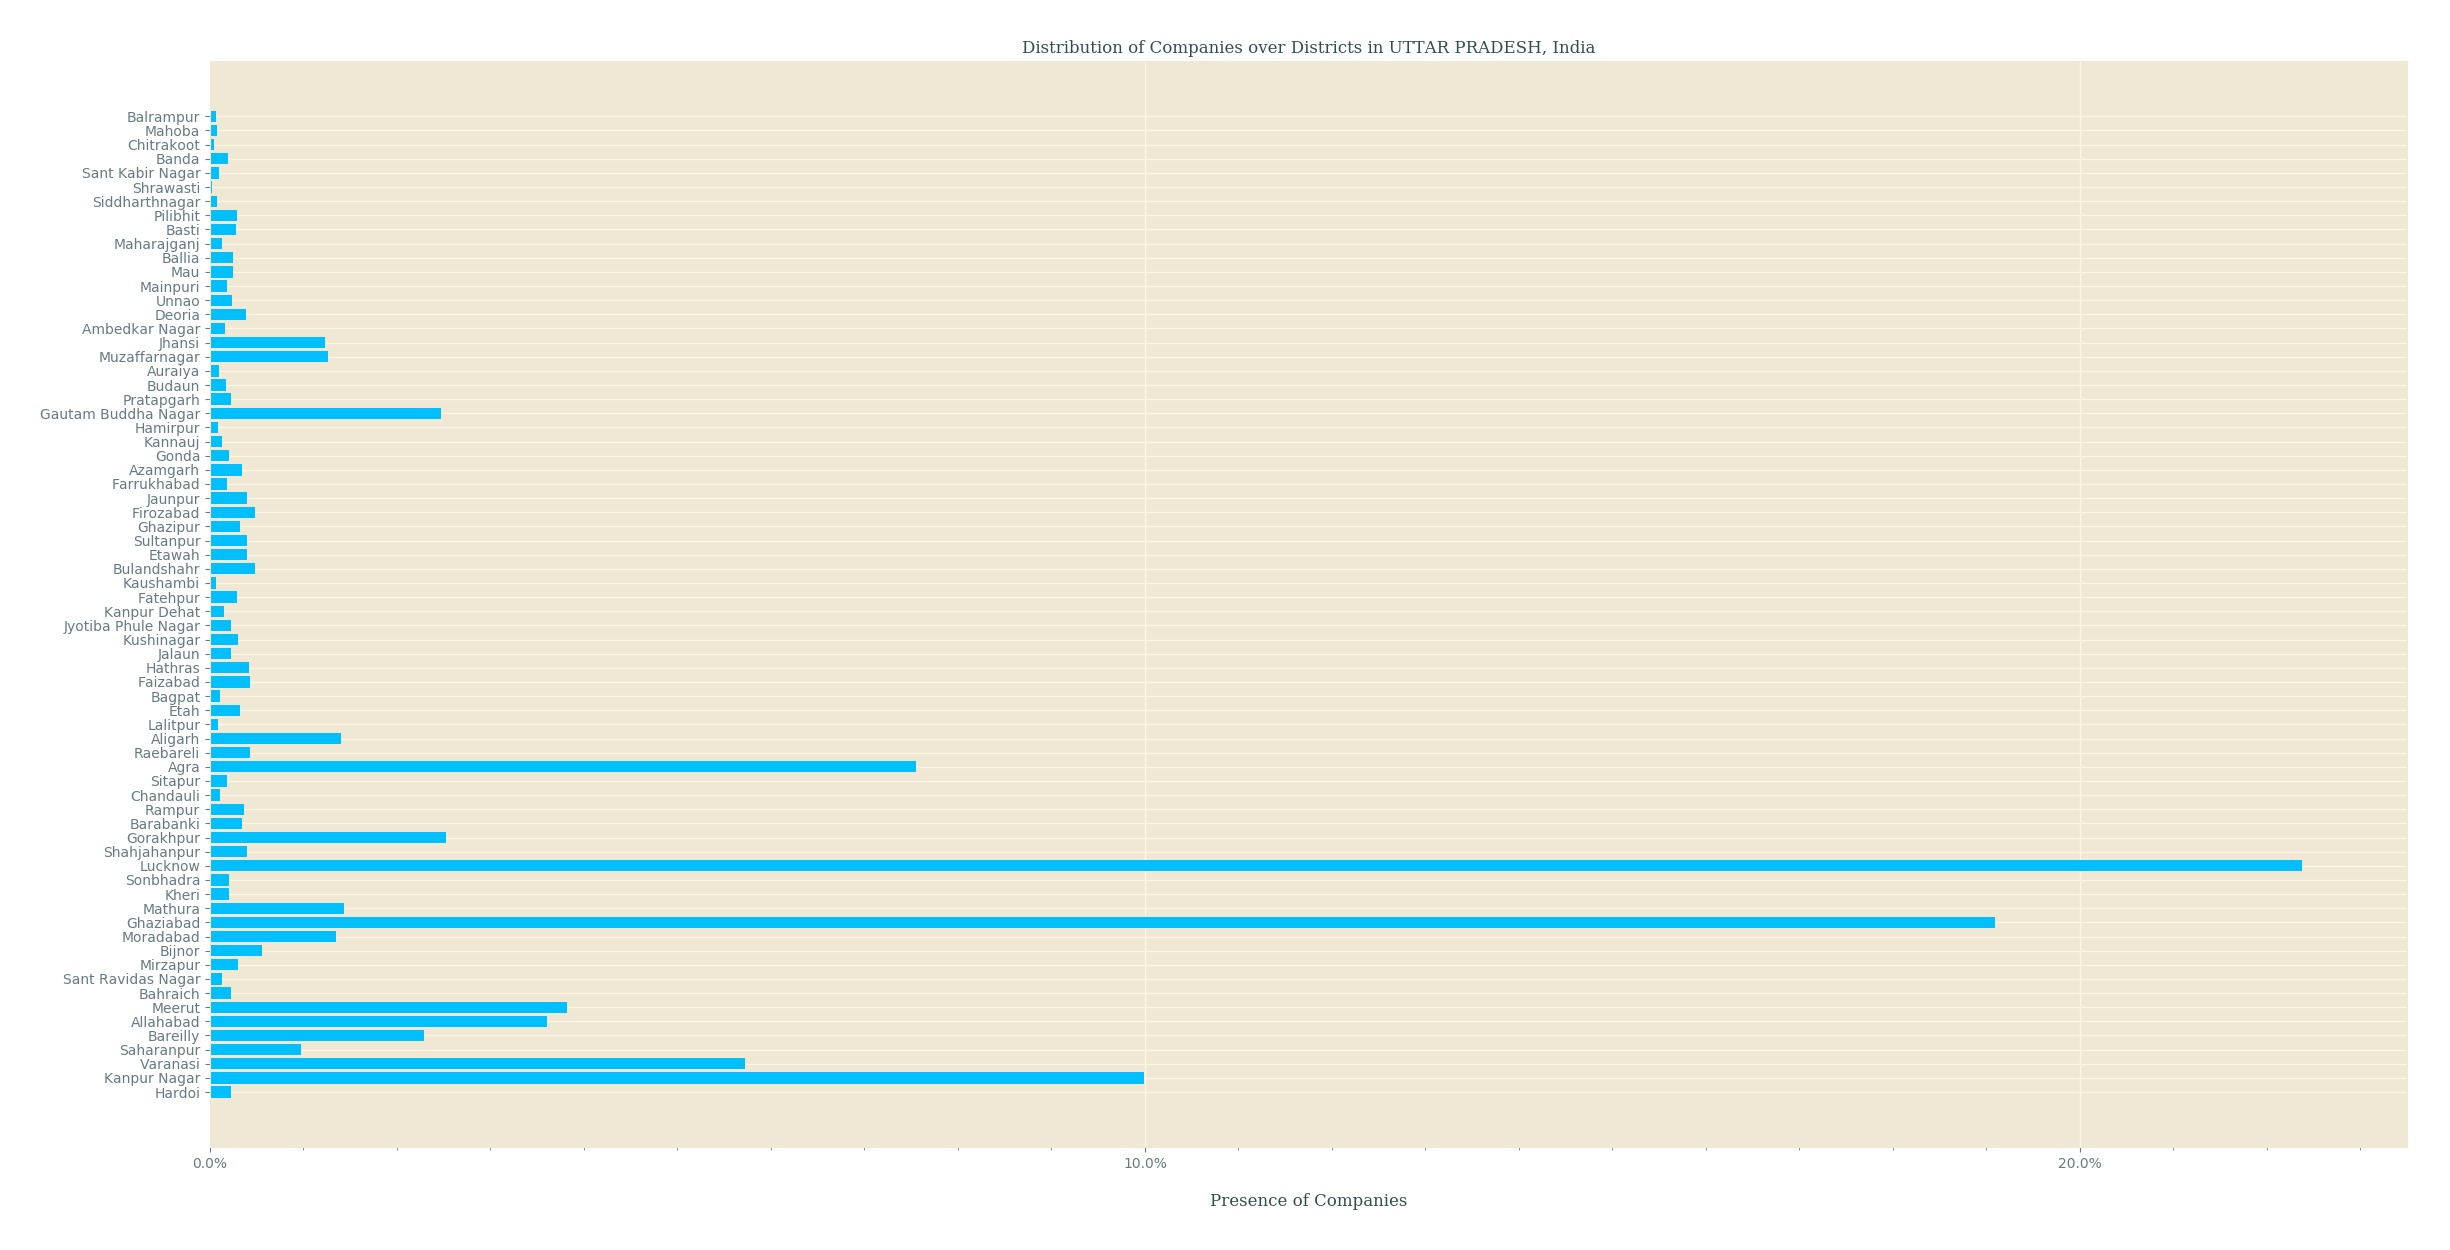 Distribution of Companies over Districts in UTTAR PRADESH, India
Balrampur
Mahoba
Chitrakoot
Banda
Sant Kabir Nagar
Shrawasti
Siddharthnagar
Pilibhit
Basti
Maharajganj
Ballia
Mau
Mainpuri
Unnao
Deoria
Ambedkar Nagar
Jhansi
Muzaffarnagar
Auraiya
Budaun
Pratapgarh
Gautam Buddha Nagar
Hamirpur
Kannauj
Gonda
Azamgarh
Farrukhabad
Jaunpur
Firozabad
Ghazipur
Sultanpur
Etawah
Bulandshahr
Kaushambi
Fatehpur
Kanpur Dehat
Jyotiba Phule Nagar
Kushinagar
Jalaun
Hathras
Faizabad
Bagpat
Etah
Lalitpur
Aligarh
Raebareli
Agra
Sitapur
Chandauli
Rampur
Barabanki
Gorakhpur
Shahjahanpur
Lucknow
Sonbhadra
Kheri
Mathura
Ghaziabad
Moradabad
Bijnor
Mirzapur
Sant Ravidas Nagar
Bahraich
Meerut
Allahabad
Bareilly
Saharanpur
Varanasi
Kanpur Nagar
Hardoi
0.0% 10.0% 20.0%
Presence of Companies